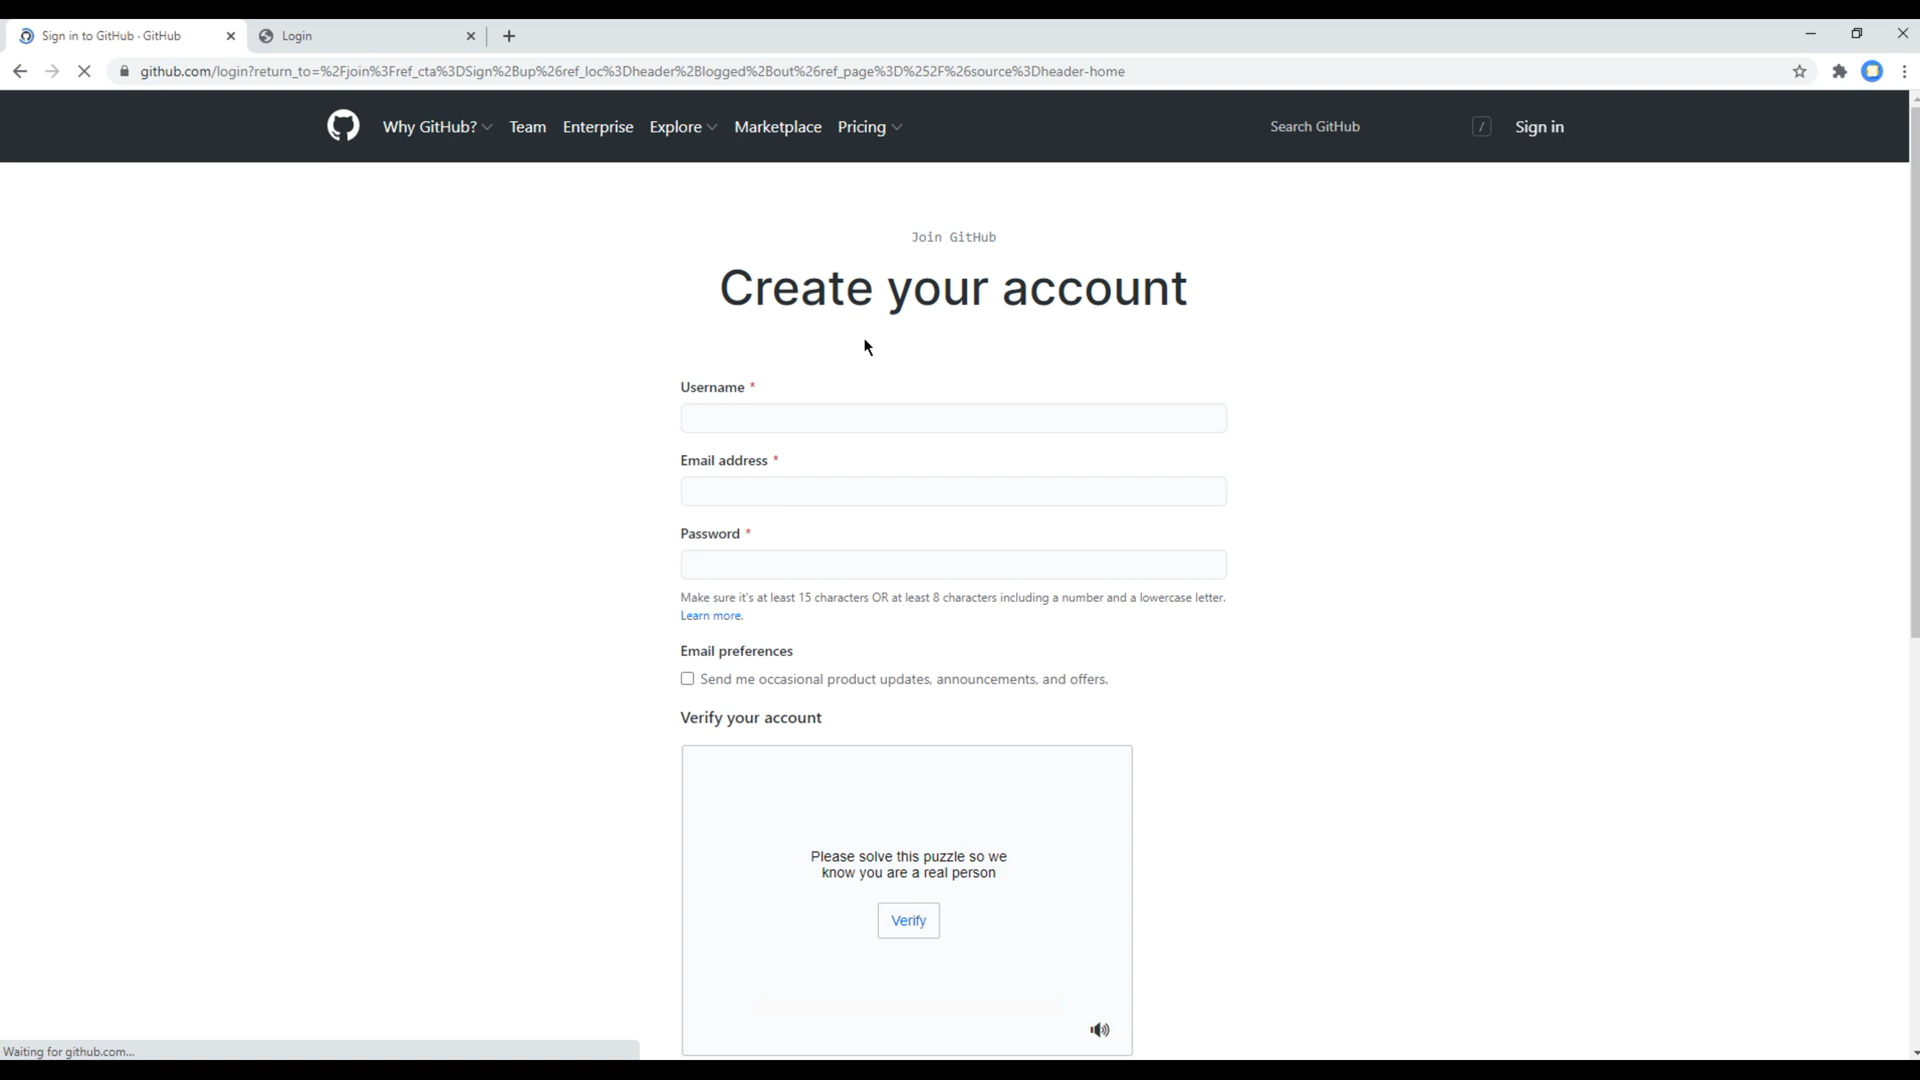 Sign in to GitHub · GitHub
Login
github.com/login?return_to=%2Fjoin%3Fref_cta%3DSign%2Bup%26ref_loc%3Dheader%2Blogged%2Bout%26ref_page%3D%252F%26source%3Dheader-home
Why GitHub? Team Enterprise Explore Marketplace Pricing Search GitHub / Sign in
Join GitHub
Create your account
Username *
Email address *
Password *
Make sure it's at least 15 characters OR at least 8 characters including a number and a lowercase letter.
Learn more.
Email preferences
Send me occasional product updates, announcements, and offers.
Verify your account
Please solve this puzzle so we
know you are a real person
Verify
Waiting for github.com...